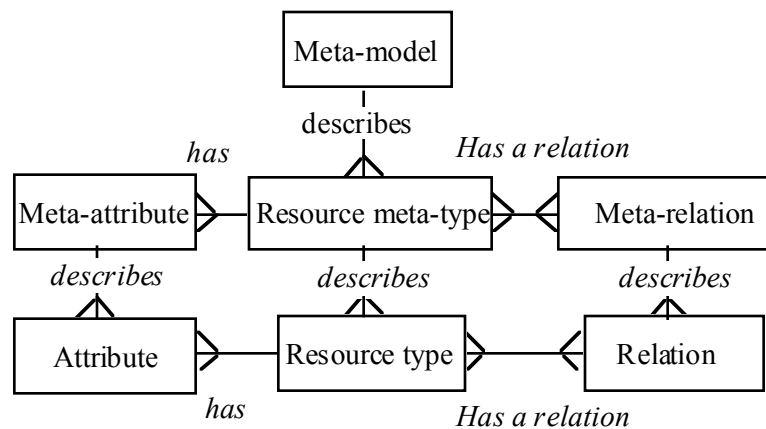 Meta-model
describes
has
Has a relation
Meta-attribute
Resource meta-type
Meta-relation
describes
describes
describes
Attribute
Resource type
Relation
has
Has a relation